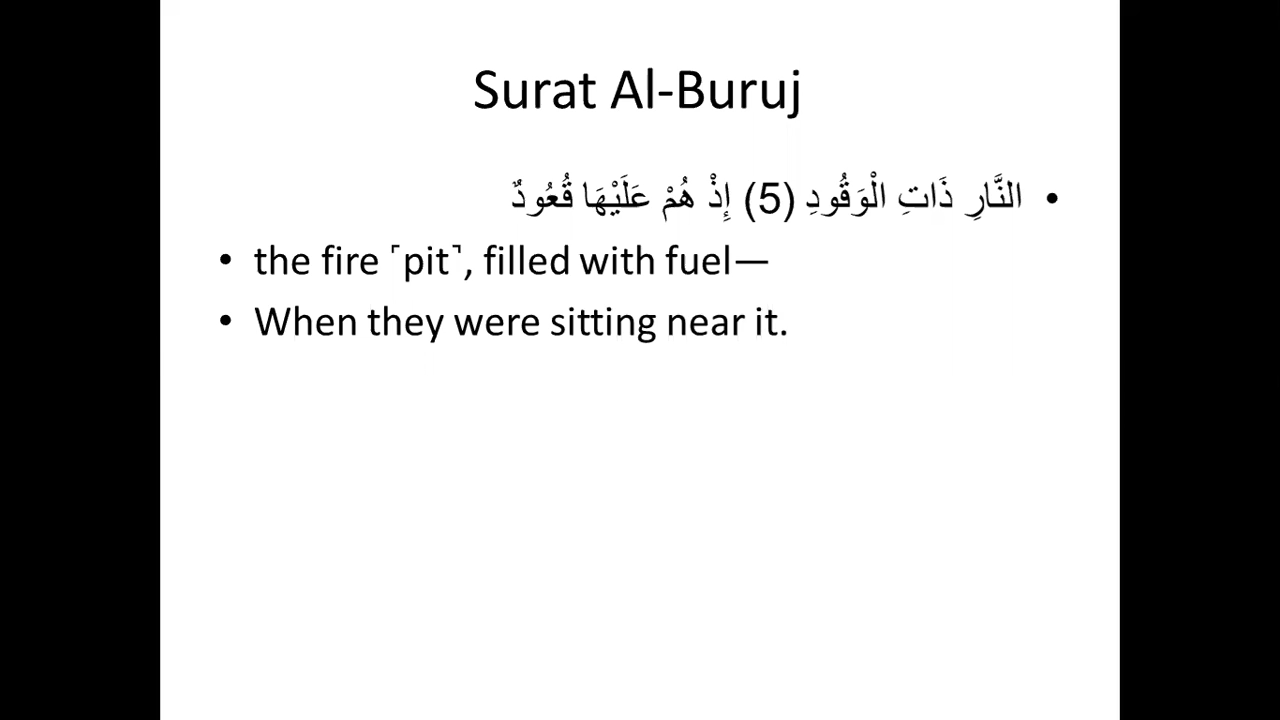 Surat Al-Buruj
• النَّارِ ذَاتِ الْوَقُودِ (5) إِذْ هُمْ عَلَيْهَا قُعُودٌ
• the fire ˹pit˺, filled with fuel—
• When they were sitting near it.